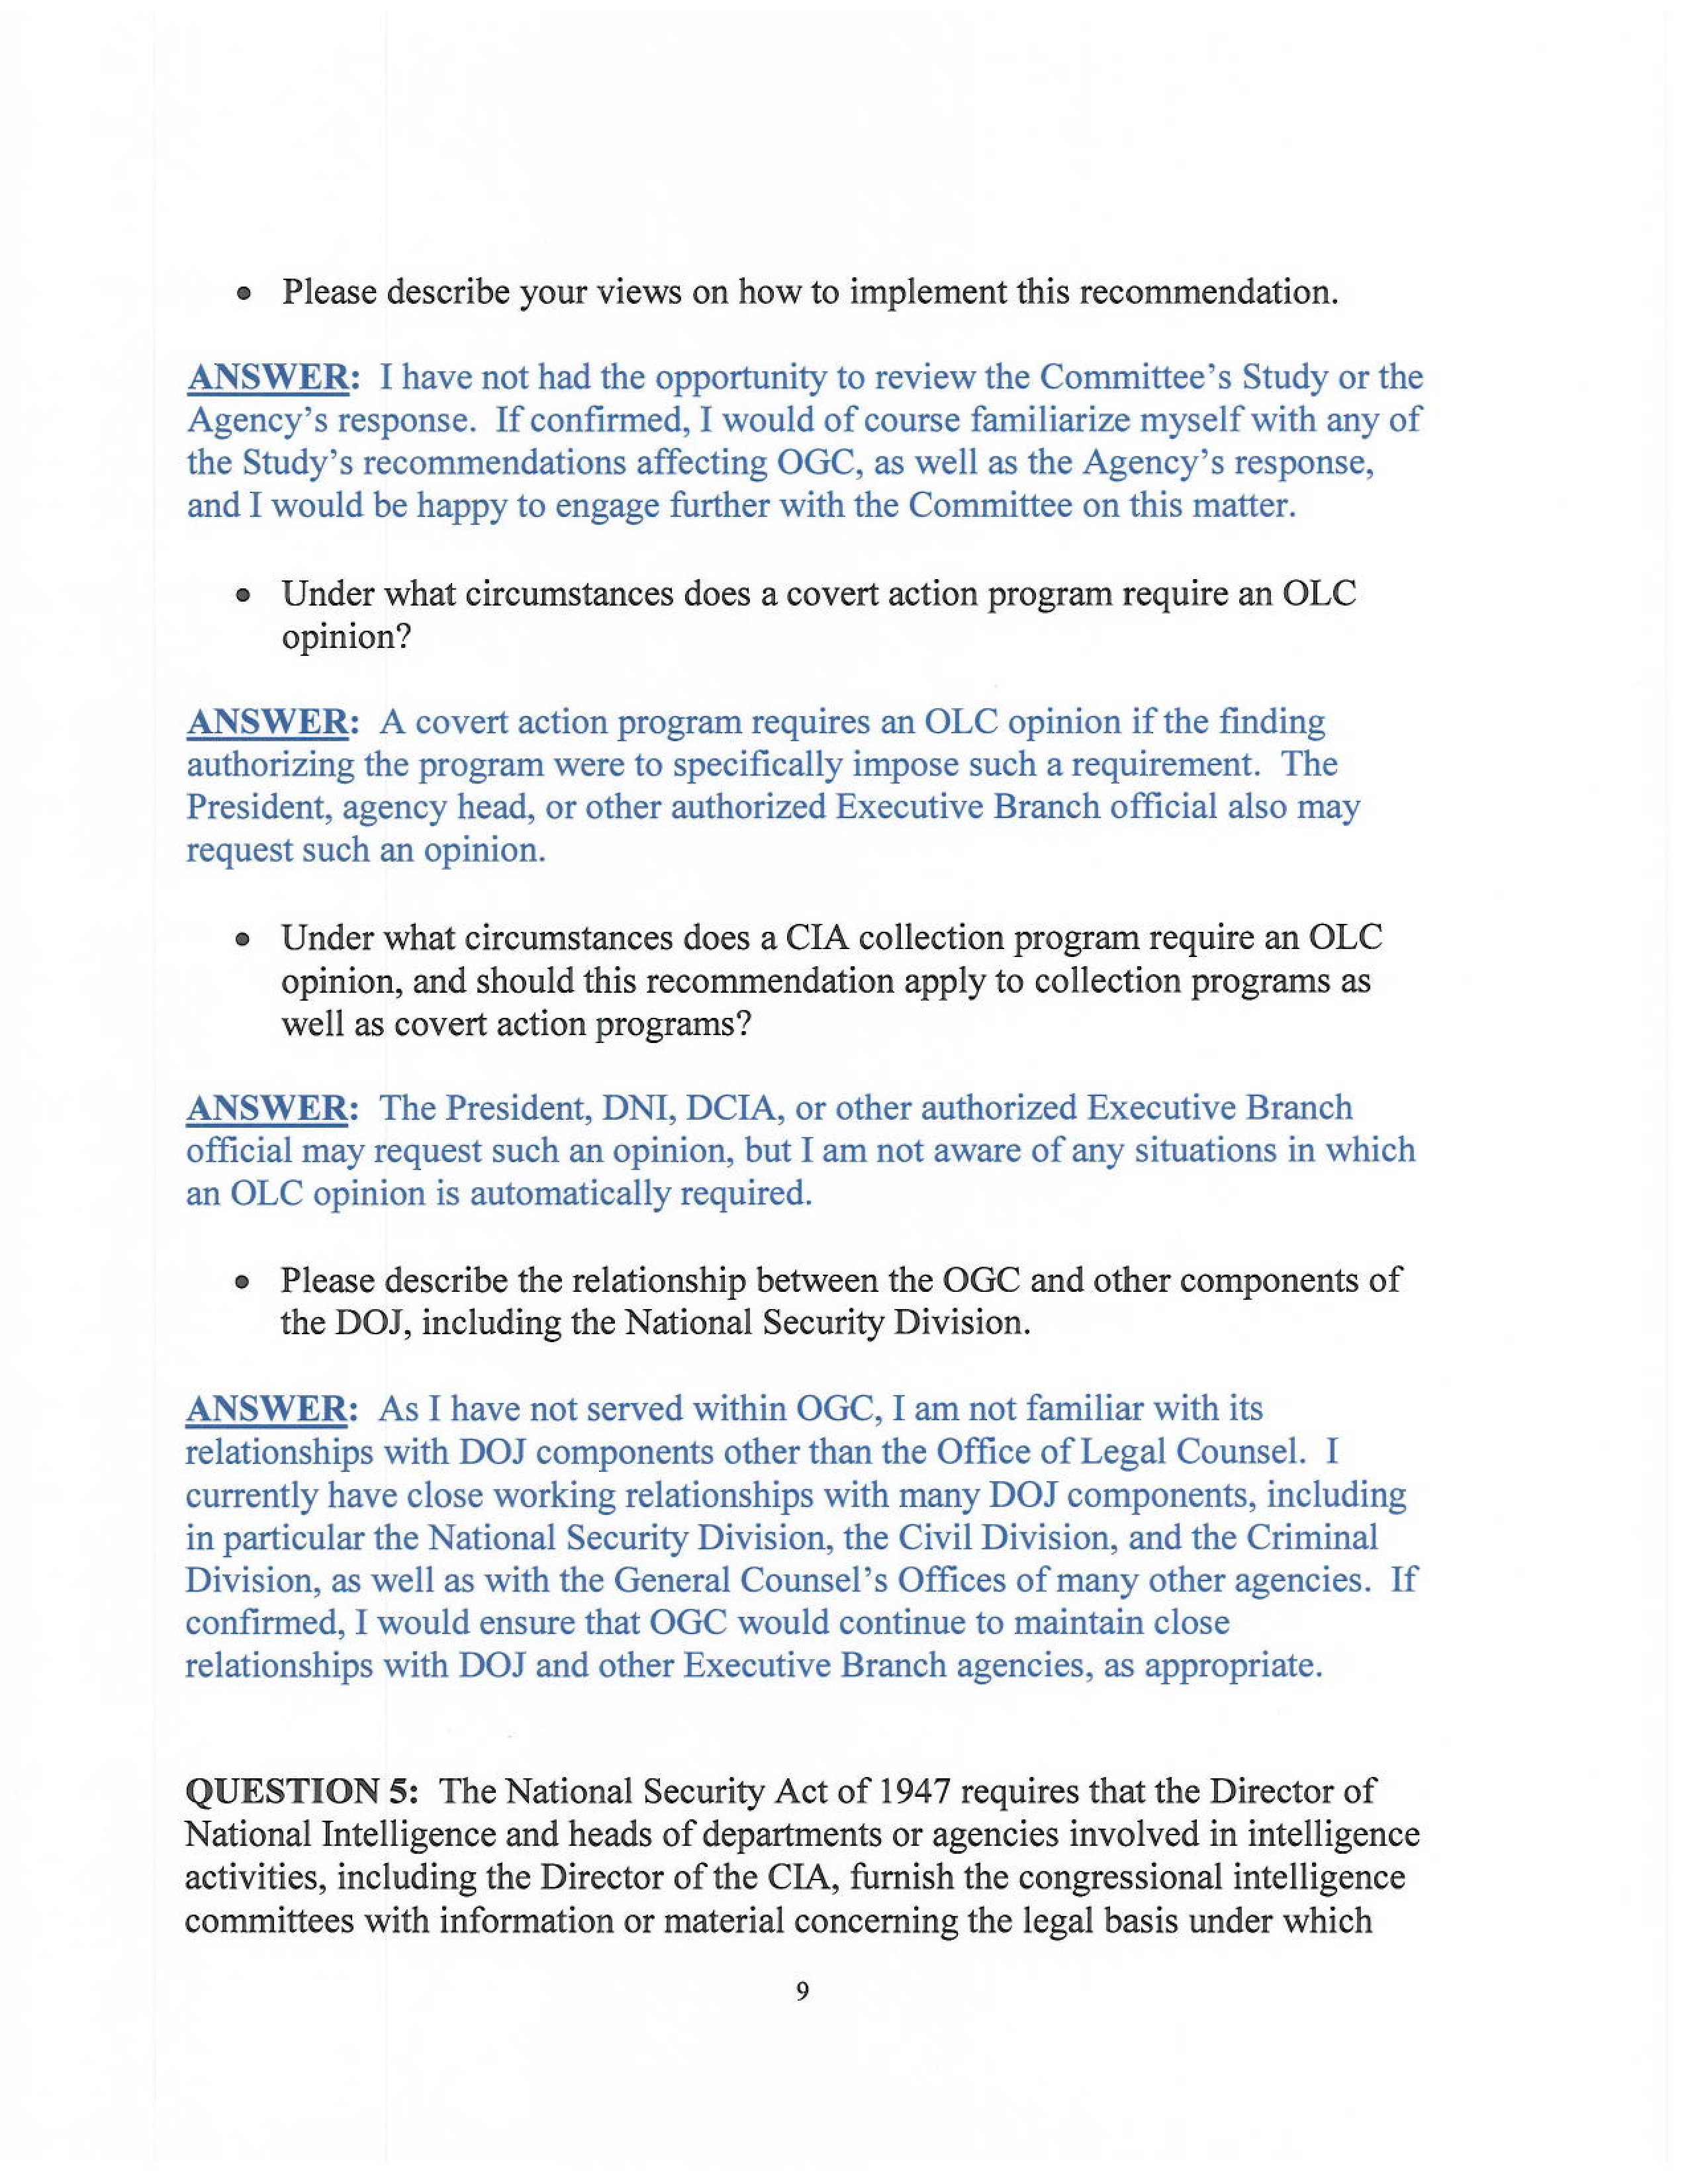 • Please describe your views on how to implement this recommendation.
ANSWER: I have not had the opportunity to review the Committee's Study or the
Agency's response. If confirmed, I would of course familiarize myself with any of
the Study's recommendations affecting OGC, as well as the Agency's response,
and I would be happy to engage further with the Committee on this matter.
• Under what circumstances does a covert action program require an OLC
opinion?
ANSWER: A covert action program requires an OLC opinion if the finding
authorizing the program were to specifically impose such a requirement. The
President, agency head, or other authorized Executive Branch official also may
request such an opinion.
• Under what circumstances does a CIA collection program require an OLC
opinion, and should this recommendation apply to collection programs as
well as covert action programs?
ANSWER: The President, DNI, DCIA, or other authorized Executive Branch
official may request such an opinion, but I am not aware of any situations in which
an OLC opinion is automatically required.
• Please describe the relationship between the OGC and other components of
the DOJ, including the National Security Division.
ANSWER: As I have not served within OGC, I am not familiar with its
relationships with DOJ components other than the Office of Legal Counsel. I
currently have close working relationships with many DOJ components, including
in particular the National Security Division, the Civil Division, and the Criminal
Division, as well as with the General Counsel's Offices of many other agencies. If
confirmed, I would ensure that OGC would continue to maintain close
relationships with DOJ and other Executive Branch agencies, as appropriate.
QUESTION 5: The National Security Act of 1947 requires that the Director of
National Intelligence and heads of departments or agencies involved in intelligence
activities, including the Director of the CIA, furnish the congressional intelligence
committees with information or material concerning the legal basis under which
9